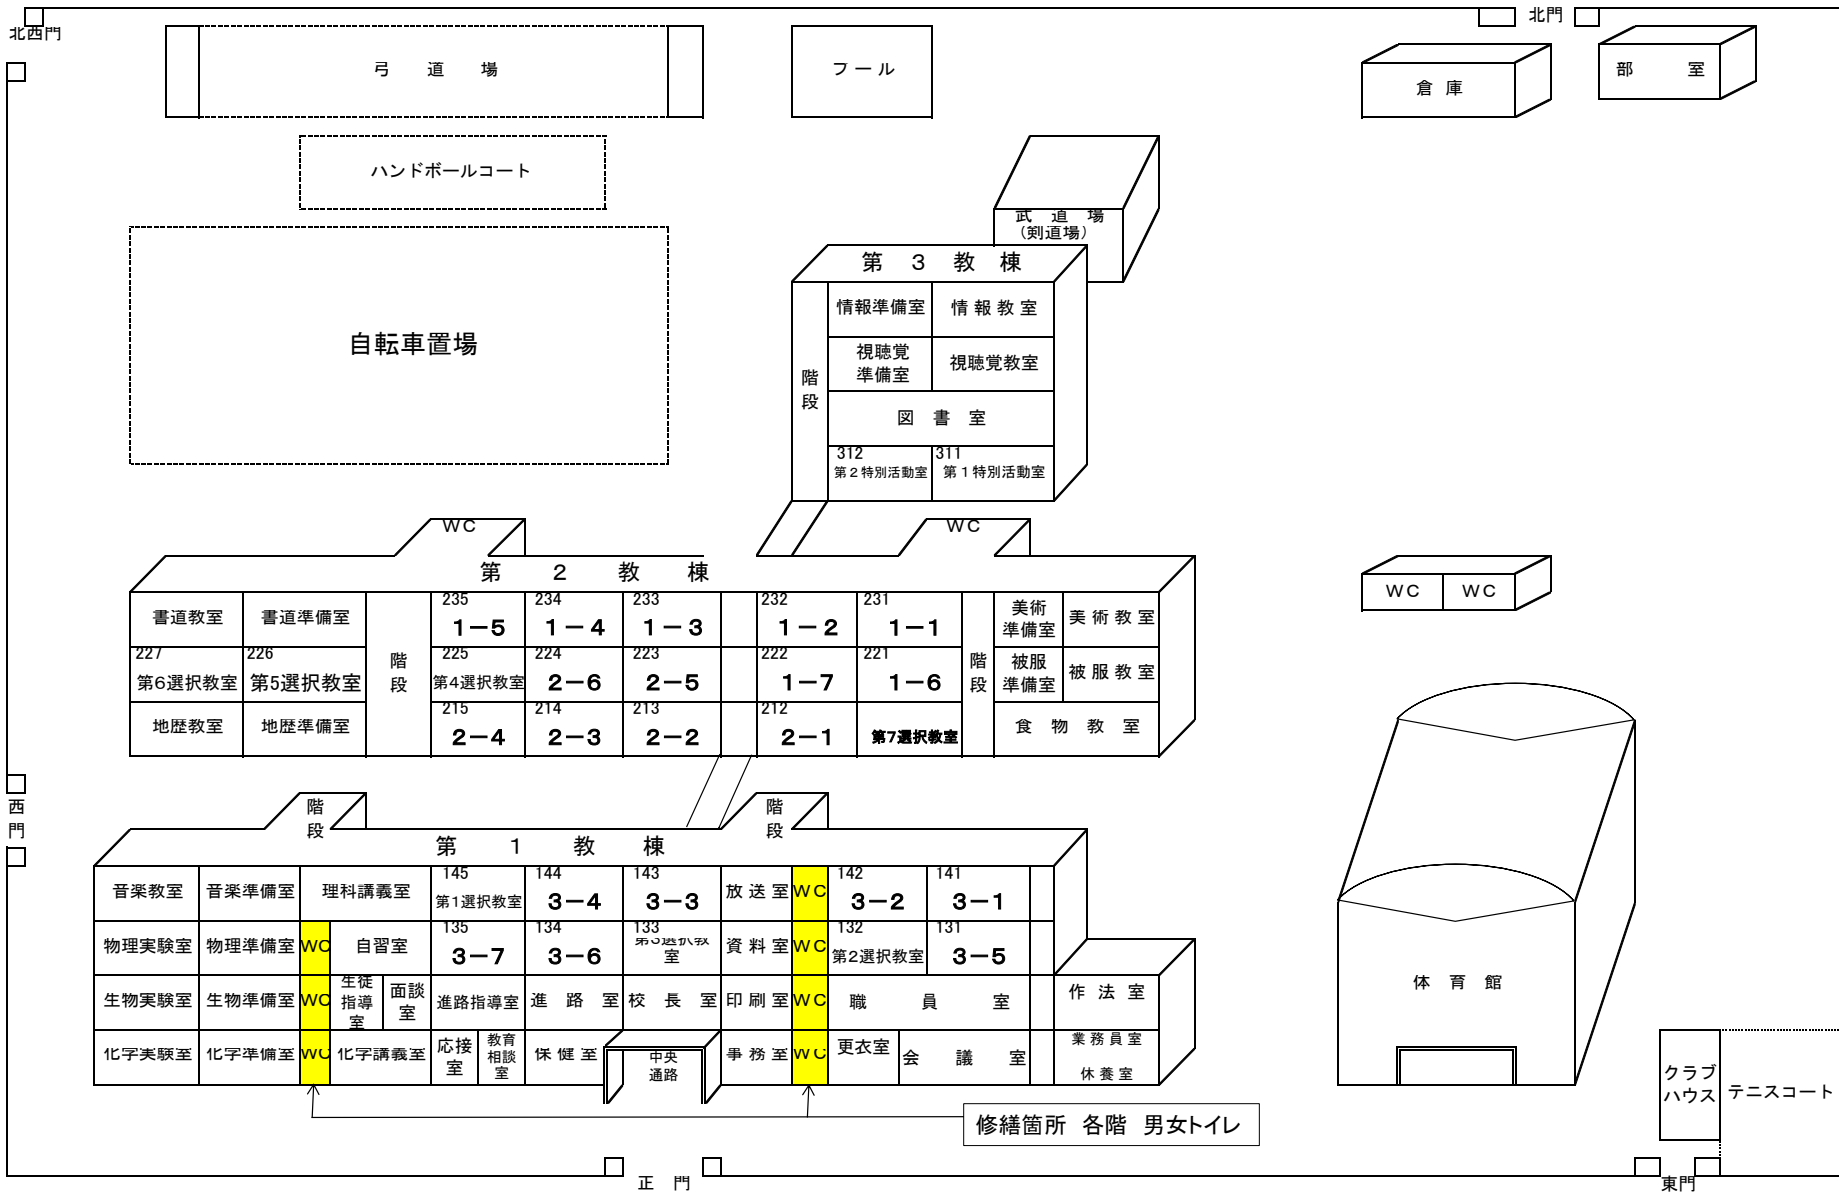 北門
北西門
弓　道　場
フール
倉 庫
部　室
ハンドボールコート
武　道　場
(剣道場)
第　３　教　棟
情報準備室
情 報 教 室
自転車置場
階段
視聴覚
準備室
視聴覚教室
図　書　室
312
第２特別活動室
311
第１特別活動室
ＷＣ
ＷＣ
第　２　教　棟
ＷＣ
ＷＣ
書道教室
書道準備室
階段
235
１－５
234
１－４
233
１－３
232
１－２
231
１－１
階段
美術
準備室
美 術 教 室
227
第６選択教室
226
第5選択教室
225
第４選択教室
224
２－６
223
２－５
222
１－７
221
１－６
被服
準備室
被 服 教 室
地歴教室
地歴準備室
215
２－４
214
２－３
213
２－２
212
２－１
第7選択教室
食　物　教　室
西門
階段
階段
第　１　教　棟
音楽教室
音楽準備室
理科講義室
145
第１選択教室
144
３－４
143
３－３
放 送 室
ＷＣ
142
３－２
141
３－１
物理実験室
物理準備室
ＷＣ
自習室
135
３－７
134
３－６
133
第3選択教
室
資 料 室
ＷＣ
132
第２選択教室
131
３－５
生物実験室
生物準備室
ＷＣ
生徒
指導
室
面談
室
進路指導室
進　路　室
校　長　室
印 刷 室
ＷＣ
職　　員　　室
作 法 室
体　育　館
化学実験室
化学準備室
ＷＣ
化学講義室
応接
室
教育
相談
室
保 健 室
中央
通路
事 務 室
ＷＣ
更衣室
会　議　室
業 務 員 室
休 養 室
クラブ
ハウス
テニスコート
修繕箇所　各階　男女トイレ
正　門
東門